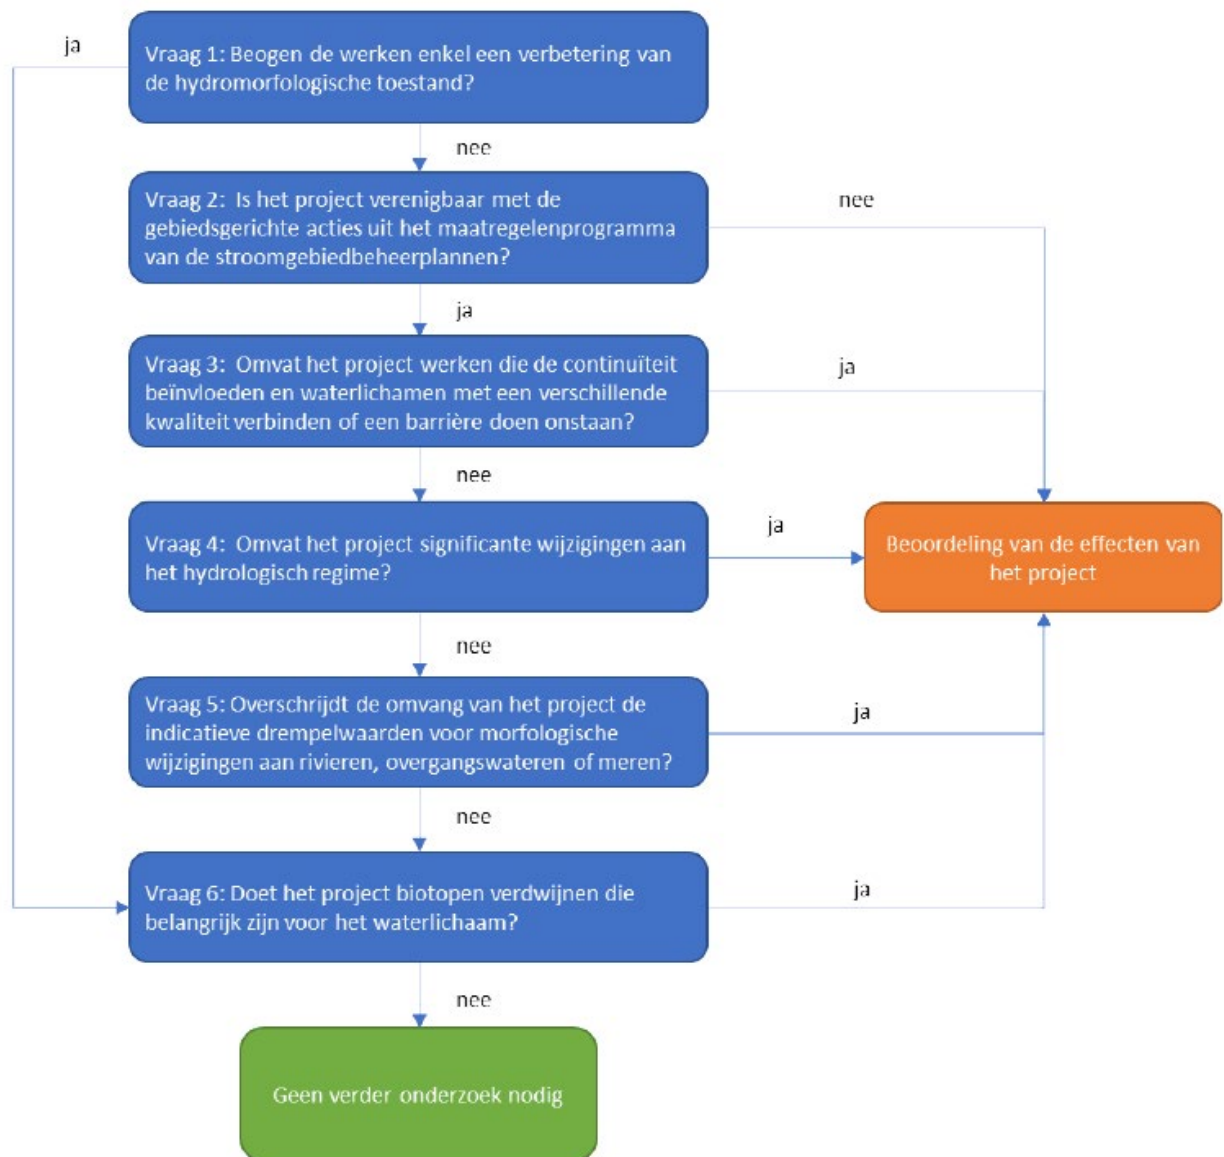 ja
Vraag 1: Beogen de werken enkel een verbetering van
de hydromorfologische toestand?
nee
Vraag 2: Is het project verenigbaar met de
gebiedsgerichte acties uit het maatregelenprogramma
van de stroomgebiedbeheerplannen?
nee
ja
Vraag 3: Omvat het project werken die de continuïteit
beïnvloeden en waterlichamen met een verschillende
kwaliteit verbinden of een barrière doen onstaan?
ja
nee
Vraag 4: Omvat het project significante wijzigingen aan
het hydrologisch regime?
ja
Beoordeling van de effecten van
het project
nee
Vraag 5: Overschrijdt de omvang van het project de
indicatieve drempelwaarden voor morfologische
wijzigingen aan rivieren, overgangswateren of meren?
ja
nee
Vraag 6: Doet het project biotopen verdwijnen die
belangrijk zijn voor het waterlichaam?
ja
nee
Geen verder onderzoek nodig